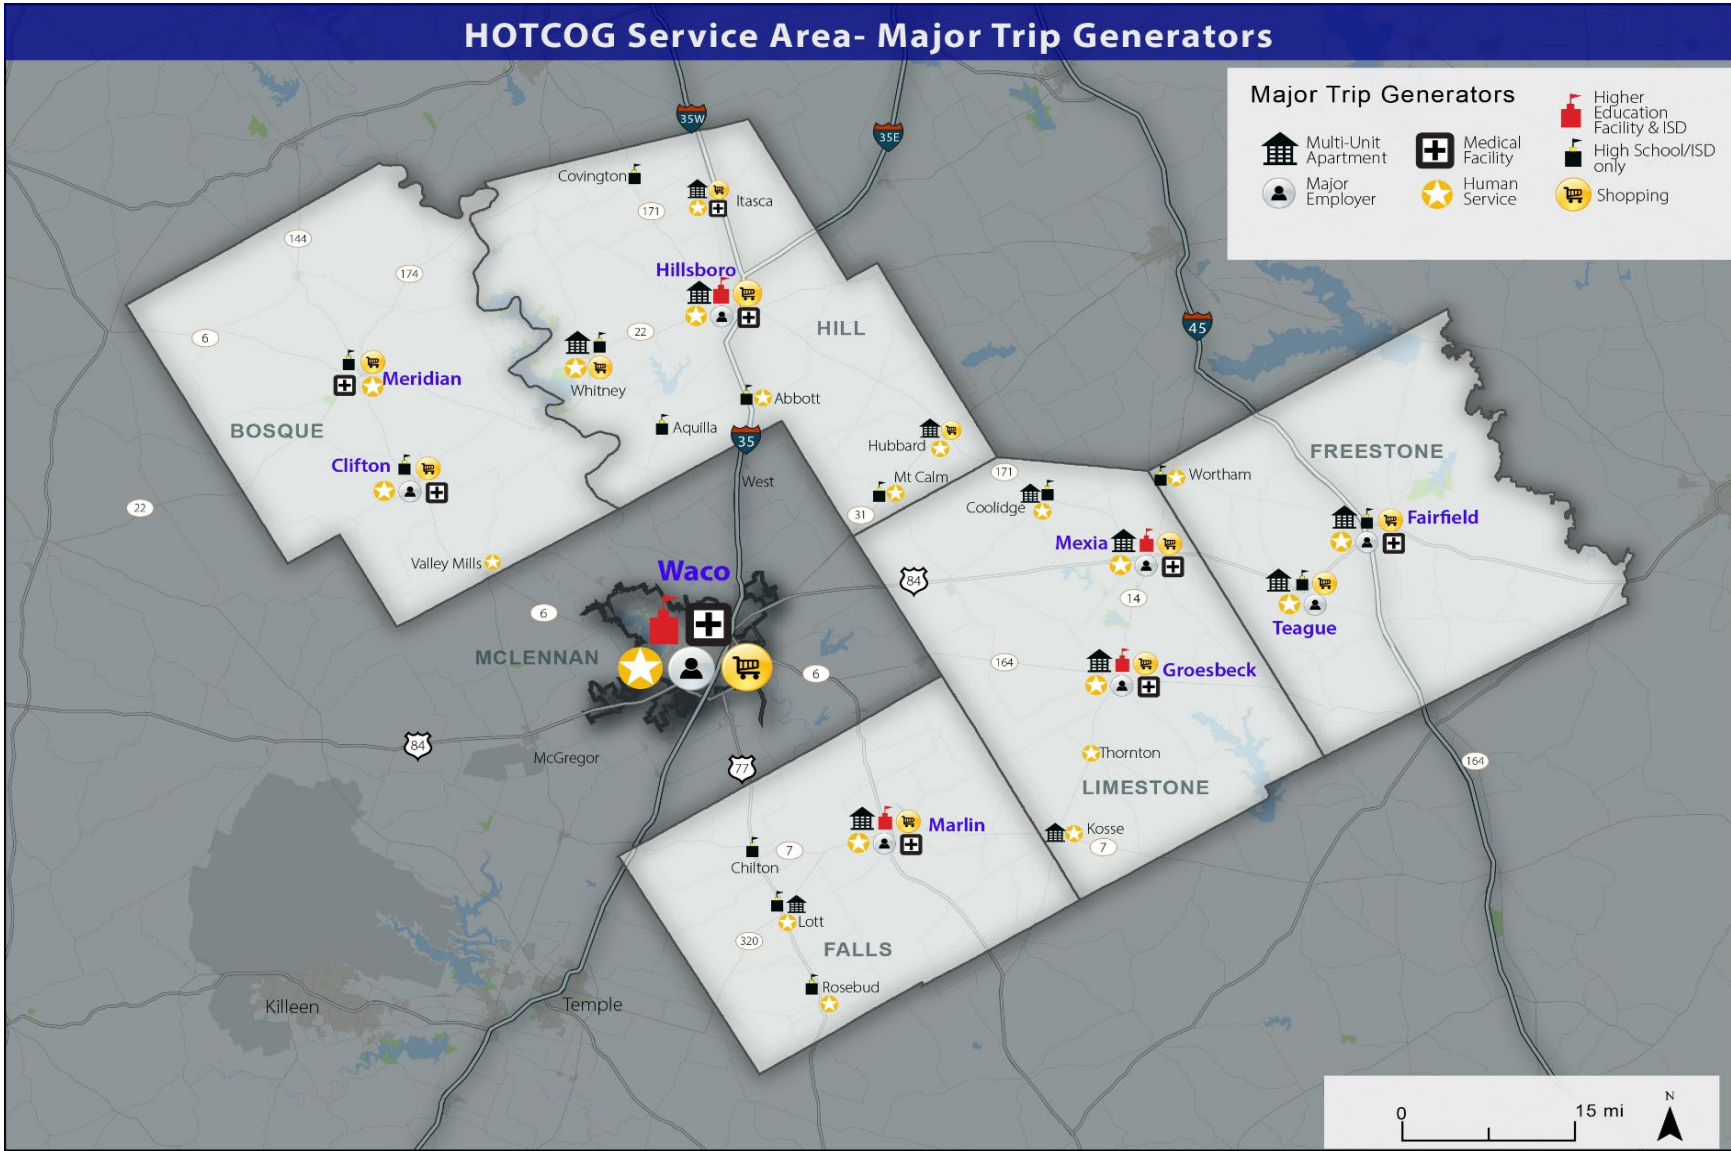 HOTCOG Service Area- Major Trip Generators
Major Trip Generators
Multi-Unit
Apartment
Medical
Facility
Higher
Education
Facility & ISD
High School/ISD
only
Major
Employer
Human
Service
Shopping
35W
35E
Covington
171
Itasca
144
174
Hillsboro
6
22
HILL
45
Meridian
Whitney
Abbott
BOSQUE
Aquilla
35
Hubbard
FREESTONE
Clifton
171
Wortham
West
Mt Calm
22
31
Coolidge
Fairfield
Mexia
Valley Mills
Waco
84
14
6
Teague
MCLENNAN
6
164
Groesbeck
84
McGregor
77
Thornton
164
LIMESTONE
Marlin
Kosse
7
7
Chilton
Lott
320
FALLS
Rosebud
Killeen
Temple
0
15 mi
N